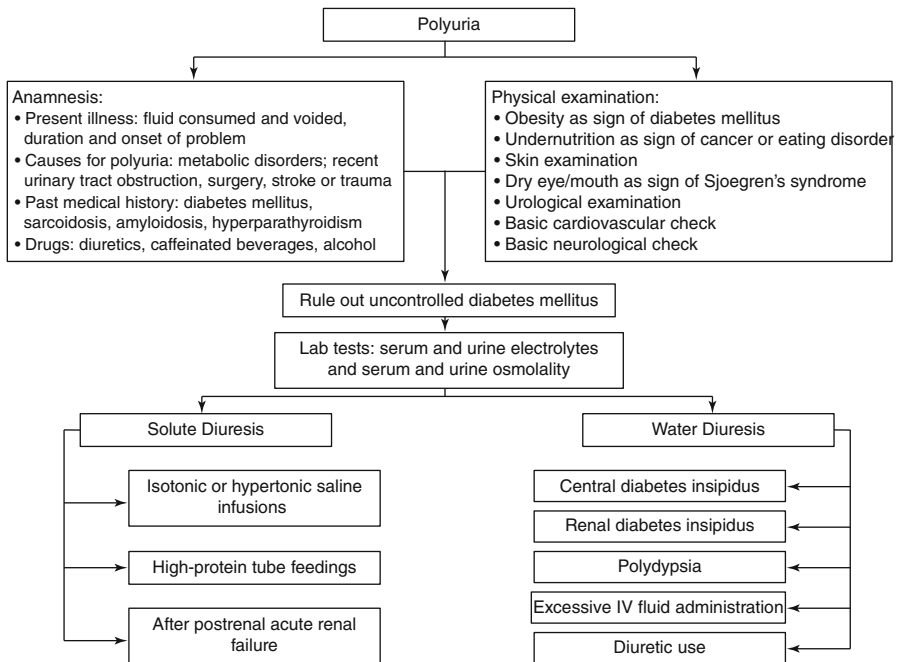 Polyuria
Anamnesis:
• Present illness: fluid consumed and voided,
duration and onset of problem
• Causes for polyuria: metabolic disorders; recent
urinary tract obstruction, surgery, stroke or trauma
• Past medical history: diabetes mellitus,
sarcoidosis, amyloidosis, hyperparathyroidism
• Drugs: diuretics, caffeinated beverages, alcohol
Physical examination:
• Obesity as sign of diabetes mellitus
• Undernutrition as sign of cancer or eating disorder
• Skin examination
• Dry eye/mouth as sign of Sjoegren's syndrome
• Urological examination
• Basic cardiovascular check
• Basic neurological check
Rule out uncontrolled diabetes mellitus
Lab tests: serum and urine electrolytes
and serum and urine osmolality
Solute Diuresis
Isotonic or hypertonic saline
infusions
High-protein tube feedings
After postrenal acute renal
failure
Water Diuresis
Central diabetes insipidus
Renal diabetes insipidus
Polydypsia
Excessive IV fluid administration
Diuretic use